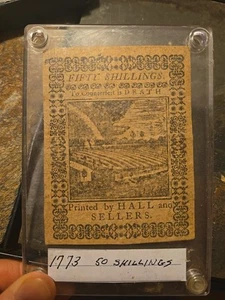 FIFTY SHILLINGS.
To Counterfeit is DEATH
Printed by HALL and
SELLERS.
1773 50 SHILLINGS